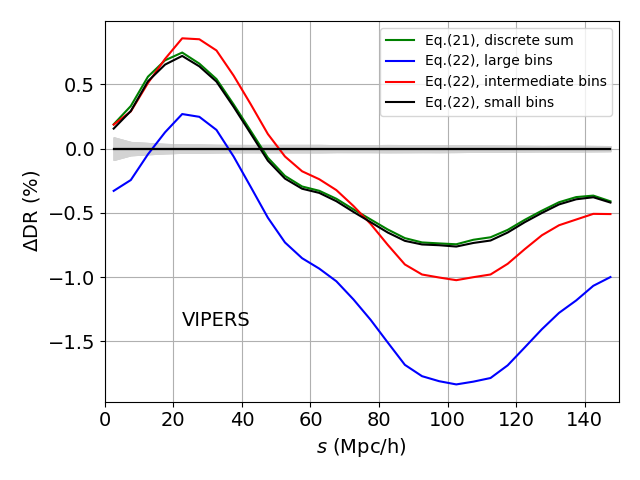 Eq.(21), discrete sum
Eq.(22), large bins
Eq.(22), intermediate bins
Eq.(22), small bins
0.5
0.0
−0.5
−1.0
−1.5
ΔDR (%)
VIPERS
0 20 40 60 80 100 120 140
s (Mpc/h)